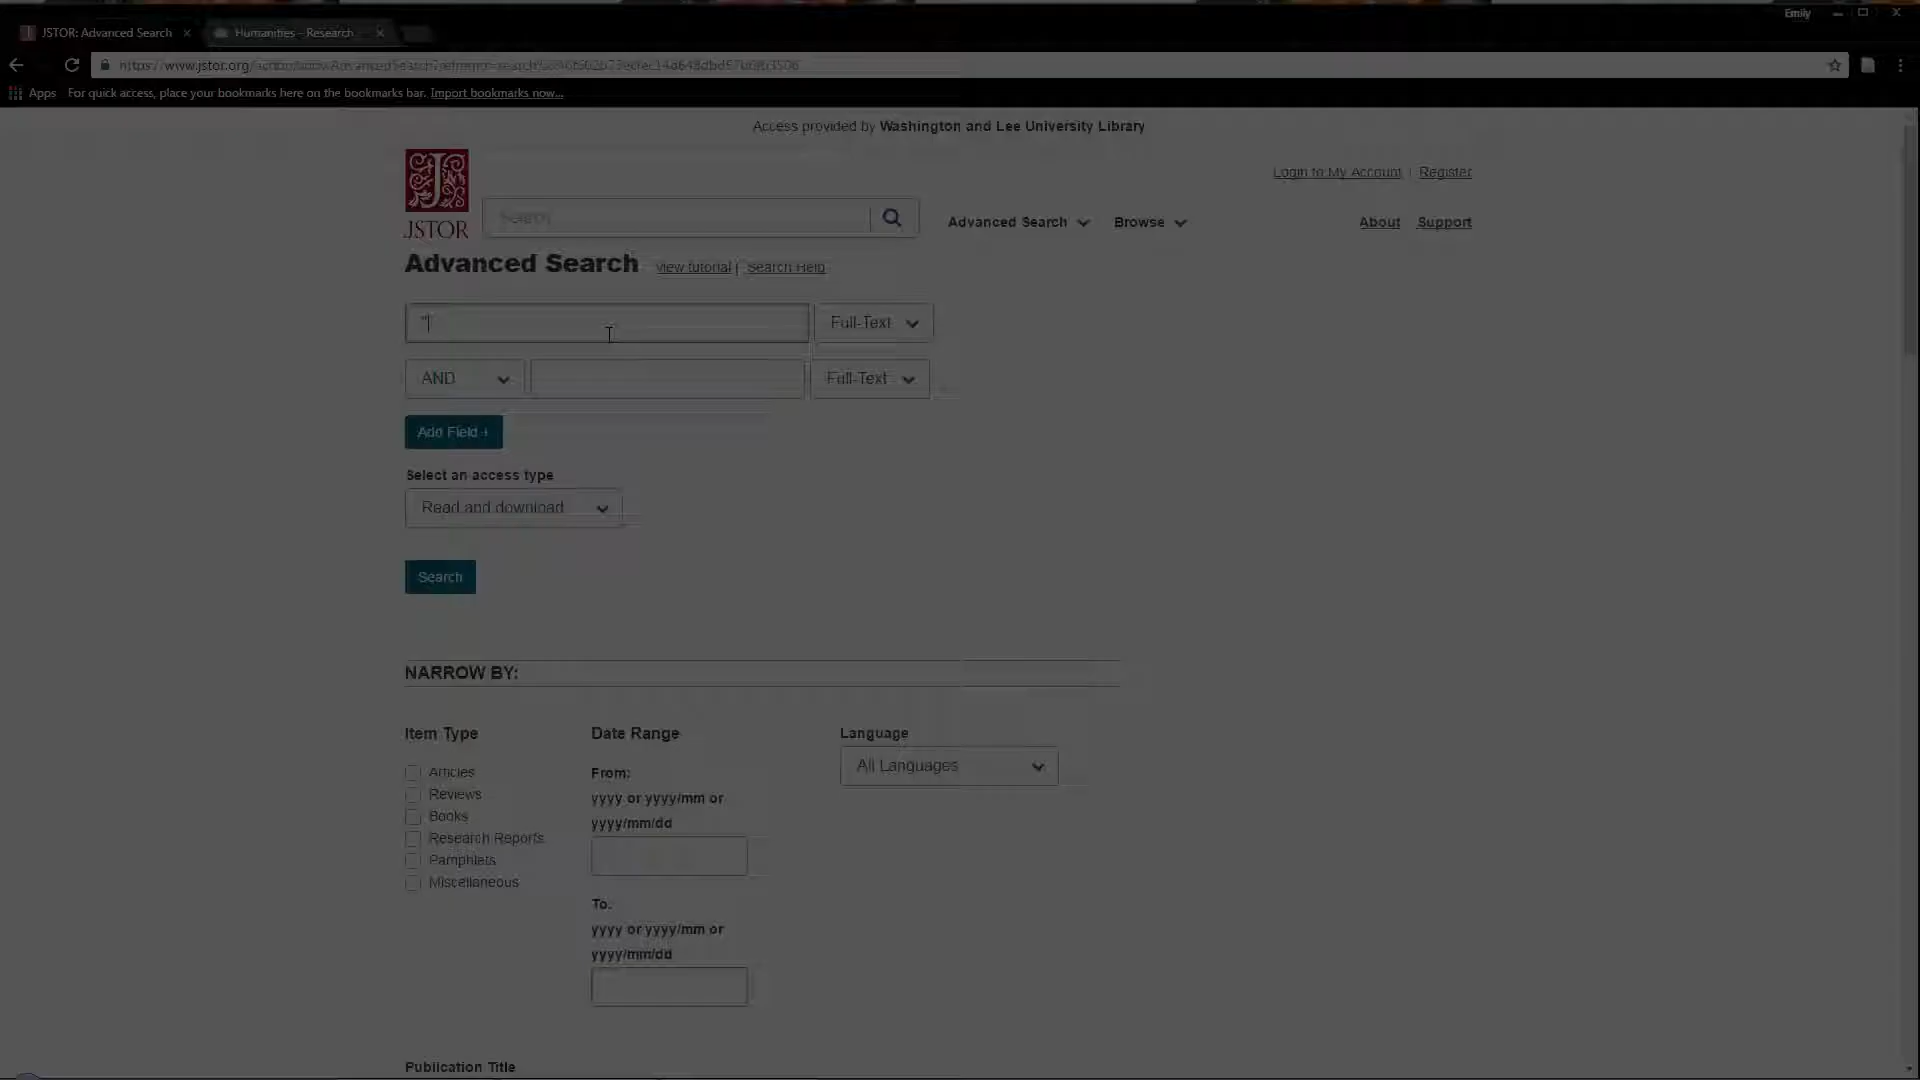 Emily
JSTOR: Advanced Search
Humanities - Research
https://www.jstor.org/
Apps For quick access, place your bookmarks here on the bookmarks bar. Import bookmarks now...
Access provided by Washington and Lee University Library
Login to My Account | Register
JSTOR
Search
Advanced Search
Browse
About
Support
Advanced Search View tutorial | Search Help
"
Full-Text
AND
Full-Text
Add Field +
Select an access type
Read and download
Search
NARROW BY:
Item Type
Articles
Reviews
Books
Research Reports
Pamphlets
Miscellaneous
Date Range
From:
yyyy or yyyy/mm or
yyyy/mm/dd
To:
yyyy or yyyy/mm or
yyyy/mm/dd
Language
All Languages
Publication Title